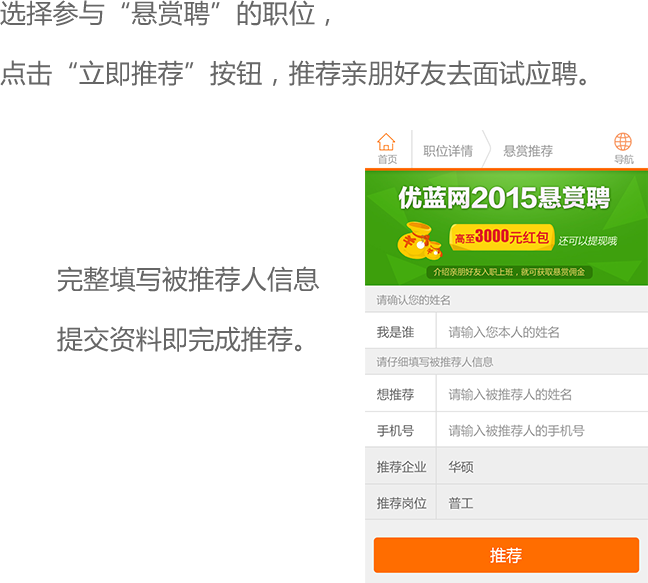 选择参与“悬赏聘”的职位，
点击“立即推荐”按钮，推荐亲朋好友去面试应聘。
完整填写被推荐人信息
提交资料即完成推荐。
首页
职位详情
悬赏推荐
导航
优蓝网2015悬赏聘
高至3000元红包 还可以提现哦
介绍亲朋好友入职上班，就可获取悬赏佣金
请确认您的姓名
我是谁 请输入您本人的姓名
请仔细填写被推荐人信息
想推荐 请输入被推荐人的姓名
手机号 请输入被推荐人的手机号
推荐企业 华硕
推荐岗位 普工
推荐